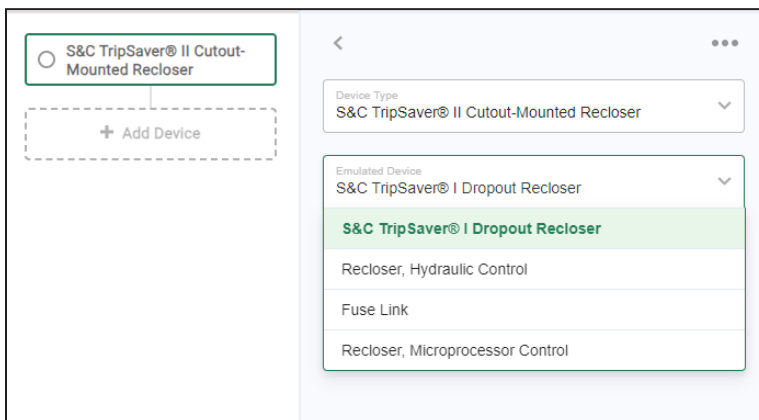 S&C TripSaver® II Cutout-
Mounted Recloser
+ Add Device
Device Type
S&C TripSaver® II Cutout-Mounted Recloser
Emulated Device
S&C TripSaver® I Dropout Recloser
S&C TripSaver® I Dropout Recloser
Recloser, Hydraulic Control
Fuse Link
Recloser, Microprocessor Control